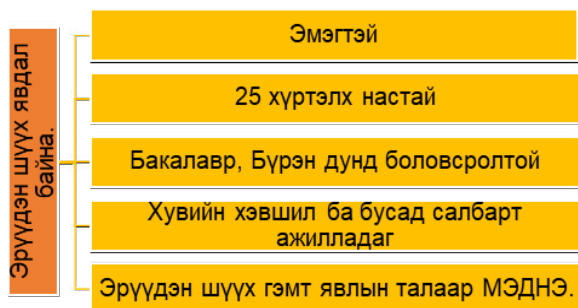 Эрүүдэн шүүх явдал
байна.
Эмэгтэй
25 хүртэлх настай
Бакалавр, Бүрэн дунд боловсролтой
Хувийн хэвшил ба бусад салбарт
ажилладаг
Эрүүдэн шүүх гэмт явлын талаар МЭДНЭ.